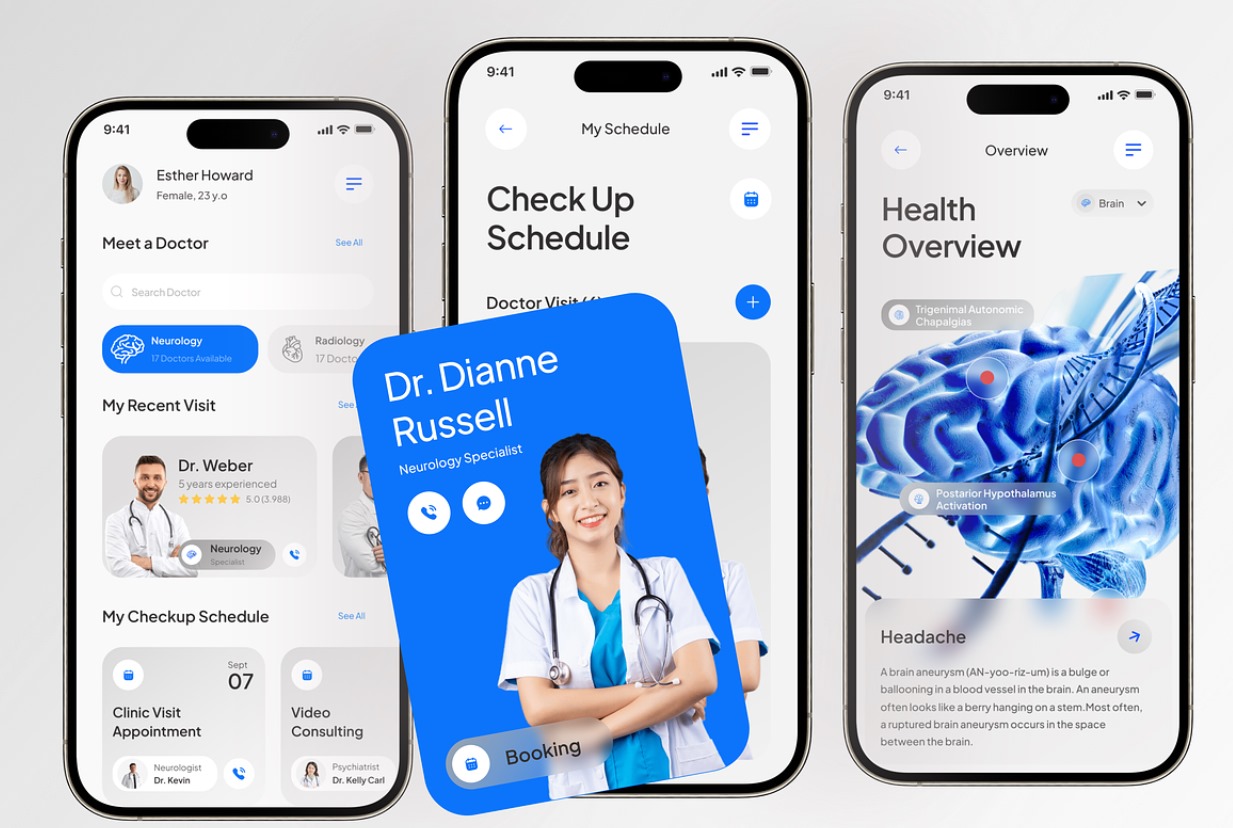 9:41
Esther Howard
Female, 23 y.o
Meet a Doctor
See All
Search Doctor
Neurology
17 Doctors Available
Radiology
17 Docto
My Recent Visit
See
Dr. Weber
5 years experienced
5.0 (3.988)
Neurology
Specialist
My Checkup Schedule
See All
Sept
07
Clinic Visit
Appointment
Neurologist
Dr. Kevin
Video
Consulting
Psychiatrist
Dr. Kelly Carl
9:41
My Schedule
Check Up
Schedule
Doctor Visit
Dr. Dianne
Russell
Neurology Specialist
Booking
9:41
Overview
Health
Overview
Brain
Trigenimal Autonomic
Chapalgias
Posterior Hypothalamus
Activation
Headache
A brain aneurysm (AN-yoo-riz-um) is a bulge or
ballooning in a blood vessel in the brain. An aneurysm
often looks like a berry hanging on a stem.Most often,
a ruptured brain aneurysm occurs in the space
between the brain.